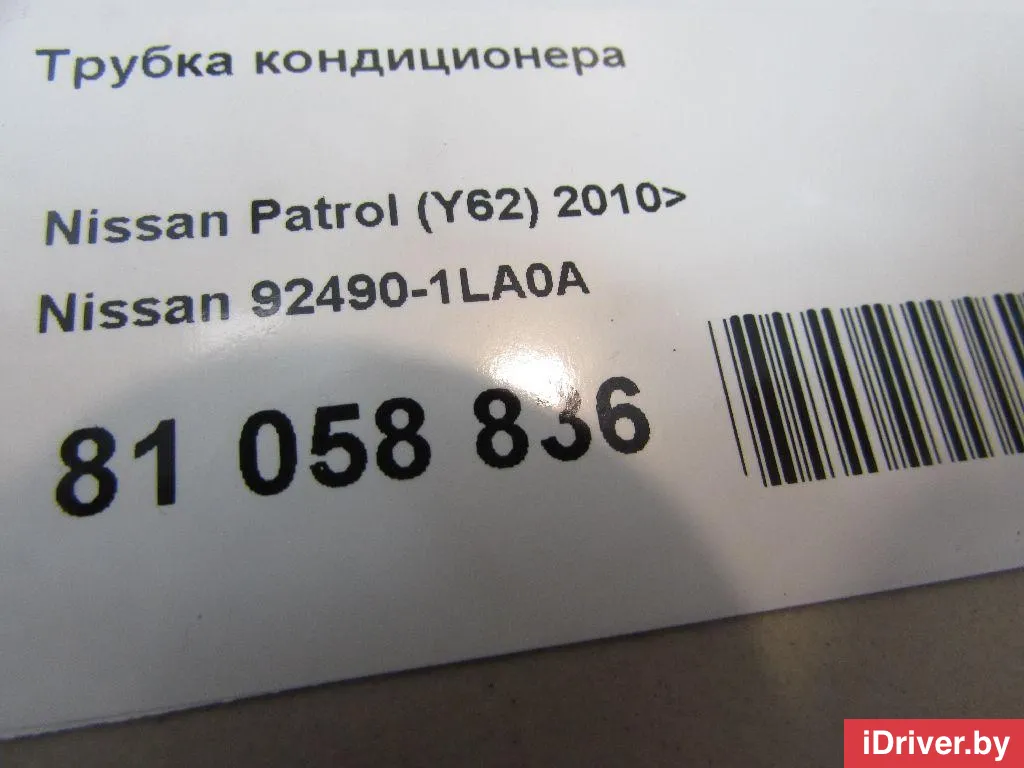 Трубка кондиционера
Nissan Patrol (Y62) 2010>
Nissan 92490-1LA0A
81 058 836
iDriver.by